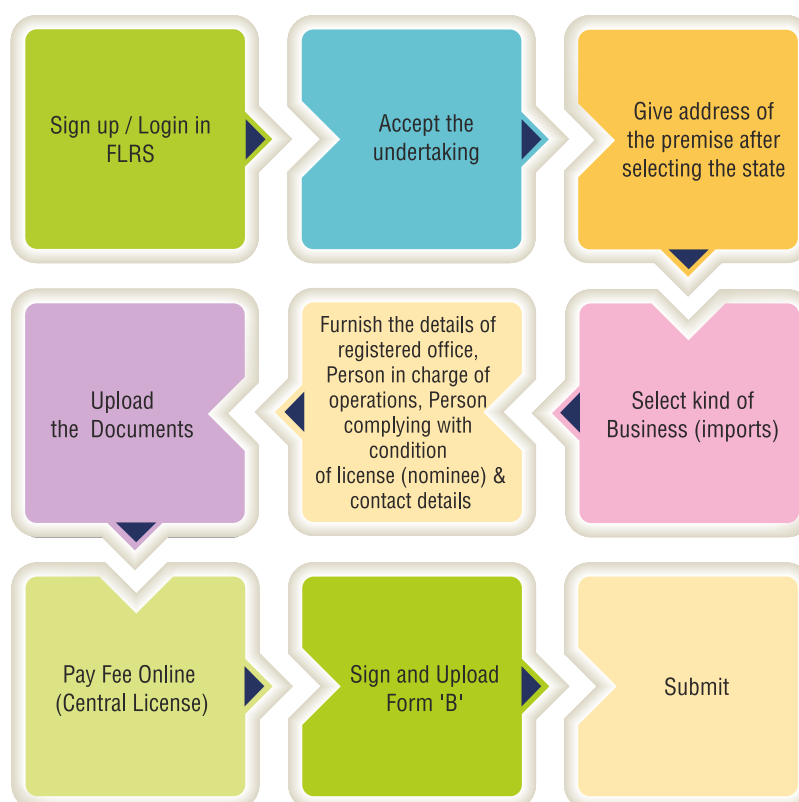 Sign up / Login in
FLRS
Accept the
undertaking
Give address of
the premise after
selecting the state
Select kind of
Business (imports)
Furnish the details of
registered office,
Person in charge of
operations, Person
complying with
condition
of license (nominee) &
contact details
Upload
the Documents
Pay Fee Online
(Central License)
Sign and Upload
Form 'B'
Submit